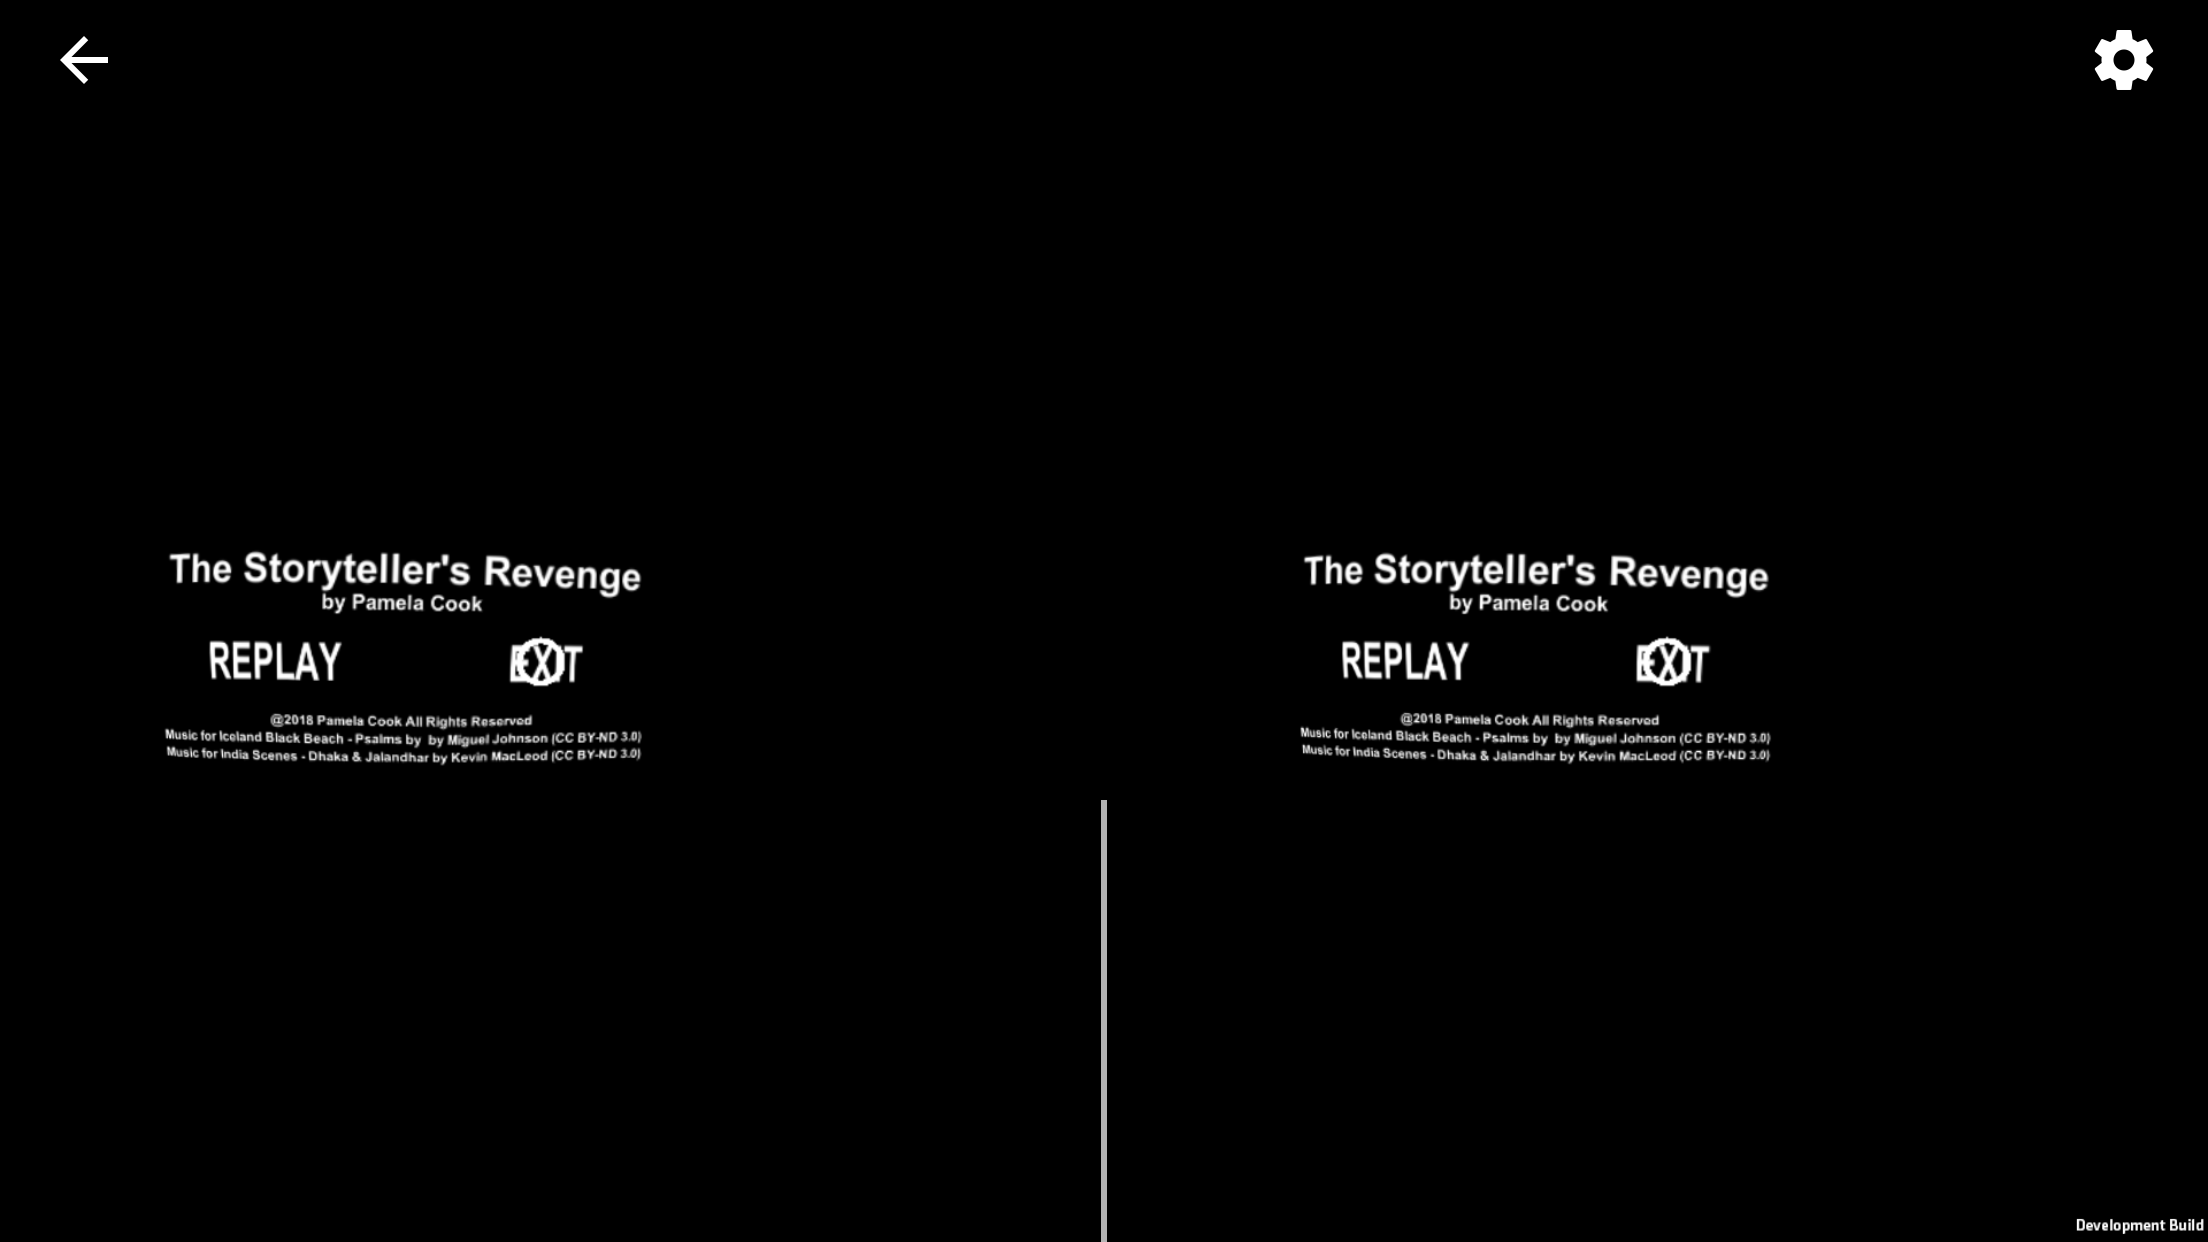 The Storyteller's Revenge
by Pamela Cook
REPLAY EXIT
@2018 Pamela Cook All Rights Reserved
Music for Iceland Black Beach - Psalms by by Miguel Johnson (CC BY-ND 3.0)
Music for India Scenes - Dhaka & Jalandhar by Kevin MacLeod (CC BY-ND 3.0)
The Storyteller's Revenge
by Pamela Cook
REPLAY EXIT
@2018 Pamela Cook All Rights Reserved
Music for Iceland Black Beach - Psalms by by Miguel Johnson (CC BY-ND 3.0)
Music for India Scenes - Dhaka & Jalandhar by Kevin MacLeod (CC BY-ND 3.0)
Development Build